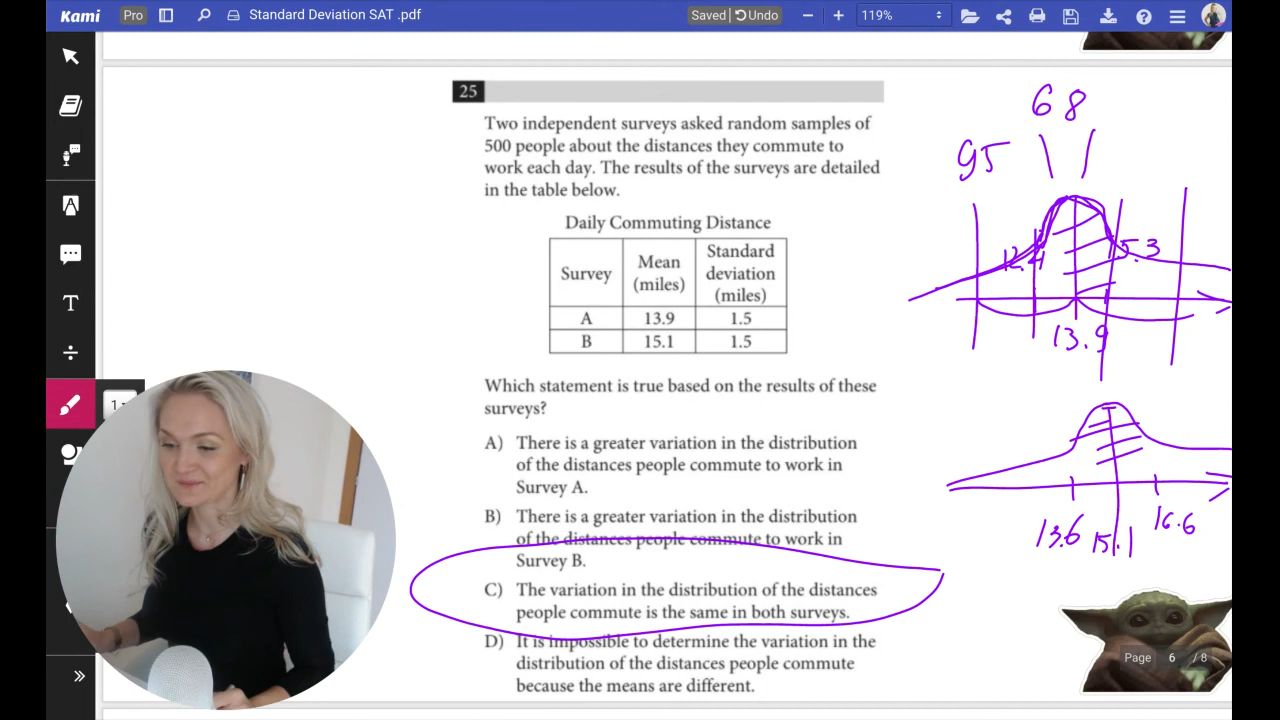 Kami Pro Standard Deviation SAT .pdf Saved Undo 119%
25
Two independent surveys asked random samples of
500 people about the distances they commute to
work each day. The results of the surveys are detailed
in the table below.
Daily Commuting Distance
Survey Mean (miles) Standard deviation (miles)
A 13.9 1.5
B 15.1 1.5
Which statement is true based on the results of these
surveys?
A) There is a greater variation in the distribution
of the distances people commute to work in
Survey A.
B) There is a greater variation in the distribution
of the distances people commute to work in
Survey B.
C) The variation in the distribution of the distances
people commute is the same in both surveys.
D) It is impossible to determine the variation in the
distribution of the distances people commute
because the means are different.
68
95
12.4 15.3
13.9
13.6 15.1 16.6
Page 6 / 8
T
1